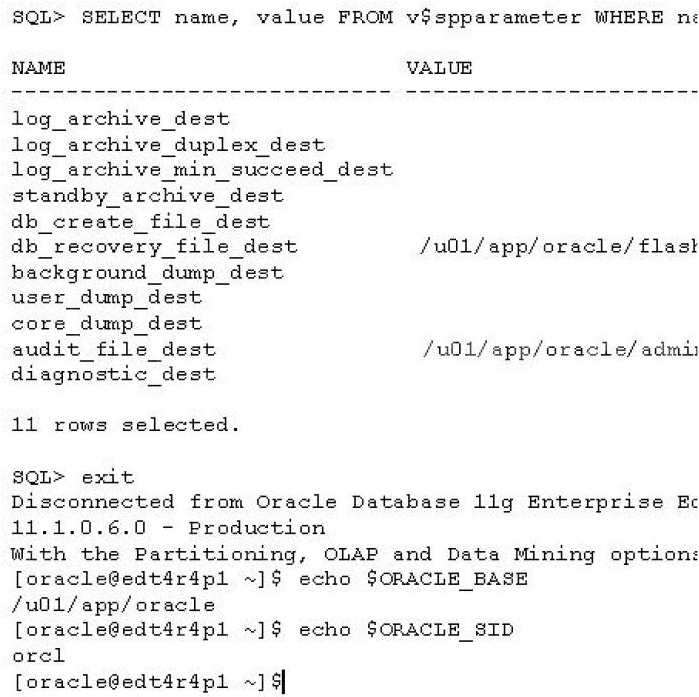 SQL> SELECT name, value FROM v$spparameter WHERE na
NAME VALUE
---------------------------- ---------------------
log_archive_dest
log_archive_duplex_dest
log_archive_min_succeed_dest
standby_archive_dest
db_create_file_dest
db_recovery_file_dest /u01/app/oracle/flash
background_dump_dest
user_dump_dest
core_dump_dest
audit_file_dest /u01/app/oracle/admin
diagnostic_dest
11 rows selected.
SQL> exit
Disconnected from Oracle Database 11g Enterprise Ed
11.1.0.6.0 - Production
With the Partitioning, OLAP and Data Mining options
[oracle@edt4r4p1 ~]$ echo $ORACLE_BASE
/u01/app/oracle
[oracle@edt4r4p1 ~]$ echo $ORACLE_SID
orcl
[oracle@edt4r4p1 ~]$